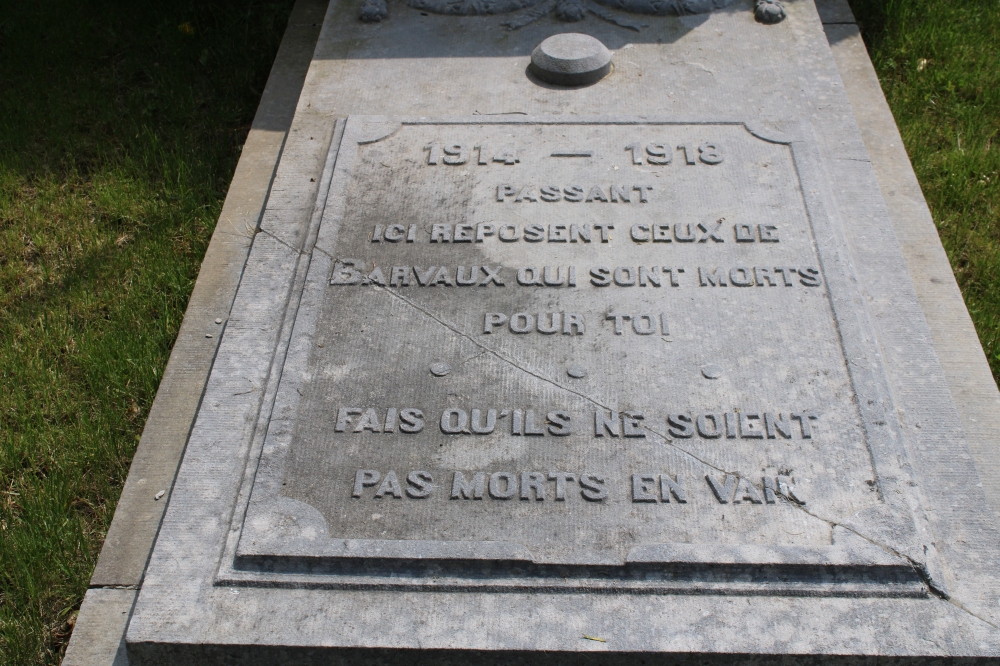 1914 — 1918
PASSANT
ICI REPOSENT CEUX DE
BARVAUX QUI SONT MORTS
POUR TOI
FAIS QU'ILS NE SOIENT
PAS MORTS EN VAIN